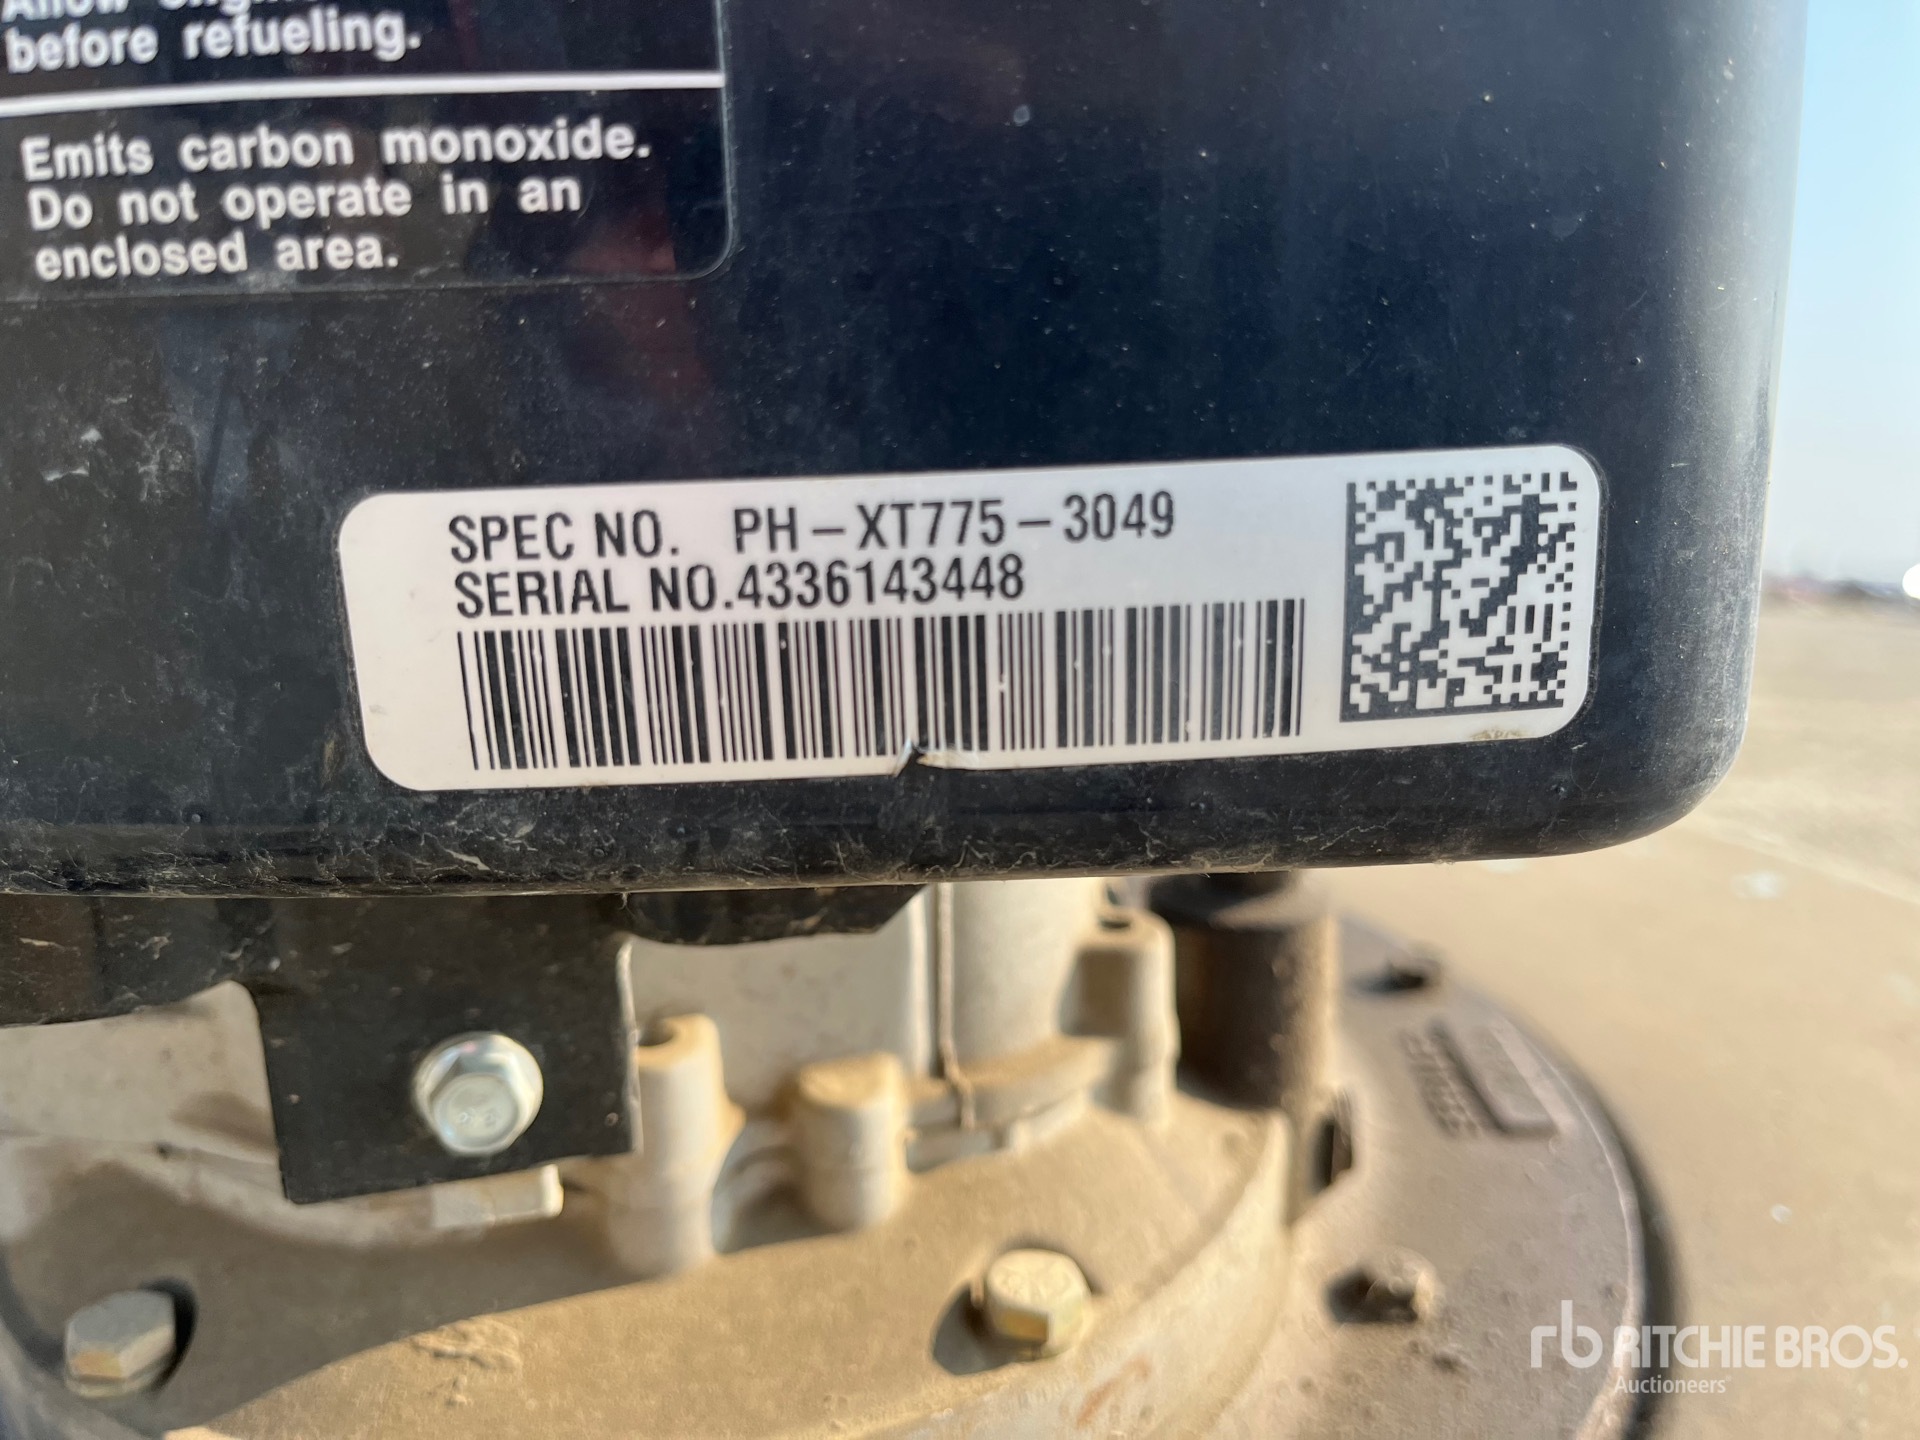 before refueling.
Emits carbon monoxide.
Do not operate in an
enclosed area.
SPEC NO. PH-XT775-3049
SERIAL NO.4336143448
rb RITCHIE BROS.
Auctioneers